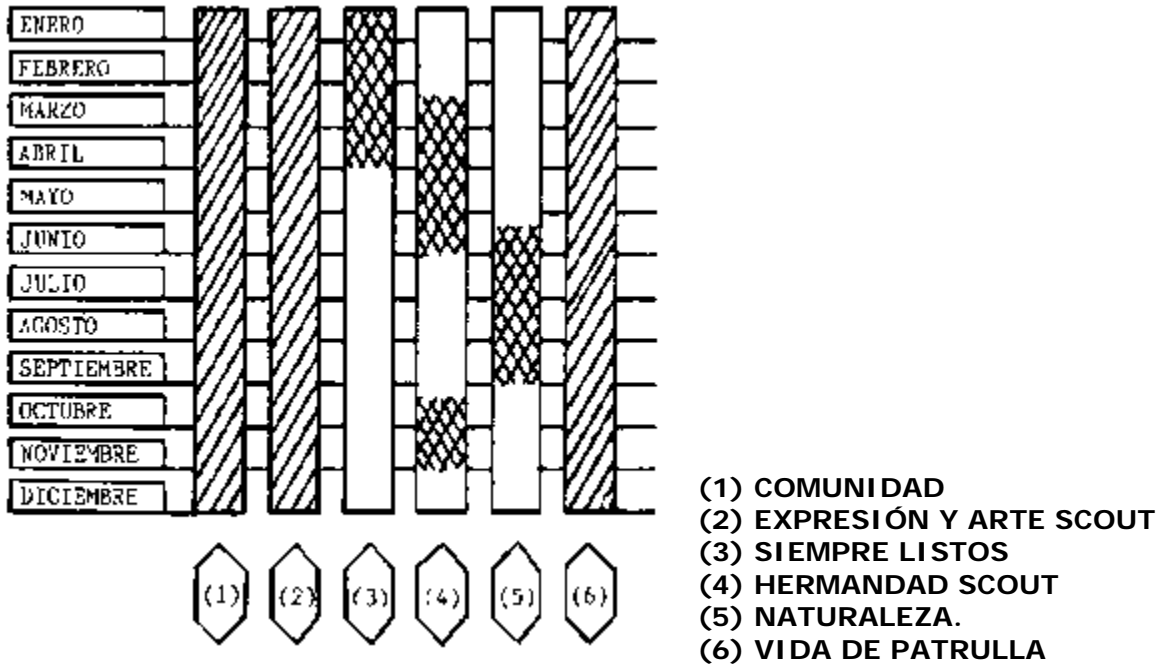 ENERO
FEBRERO
MARZO
ABRIL
MAYO
JUNIO
JULIO
AGOSTO
SEPTIEMBRE
OCTUBRE
NOVIEMBRE
DICIEMBRE
(1) (2) (3) (4) (5) (6)
(1) COMUNIDAD
(2) EXPRESIÓN Y ARTE SCOUT
(3) SIEMPRE LISTOS
(4) HERMANDAD SCOUT
(5) NATURALEZA.
(6) VIDA DE PATRULLA